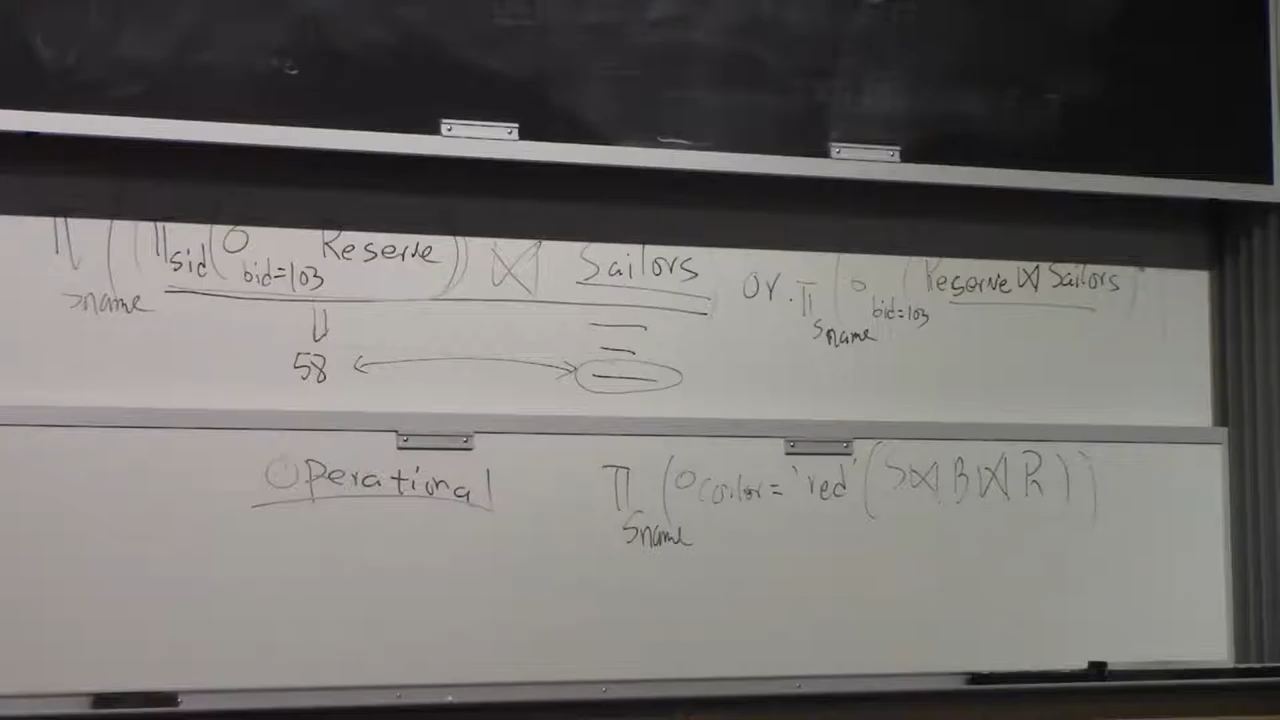 π sname ((π sid(σ bid=103 Reserve)) ⋈ Sailors or. π sname (σ bid=103 (Reserve ⋈ Sailors)
58
Operational π sname (σ color='red' (S⋈B⋈R))